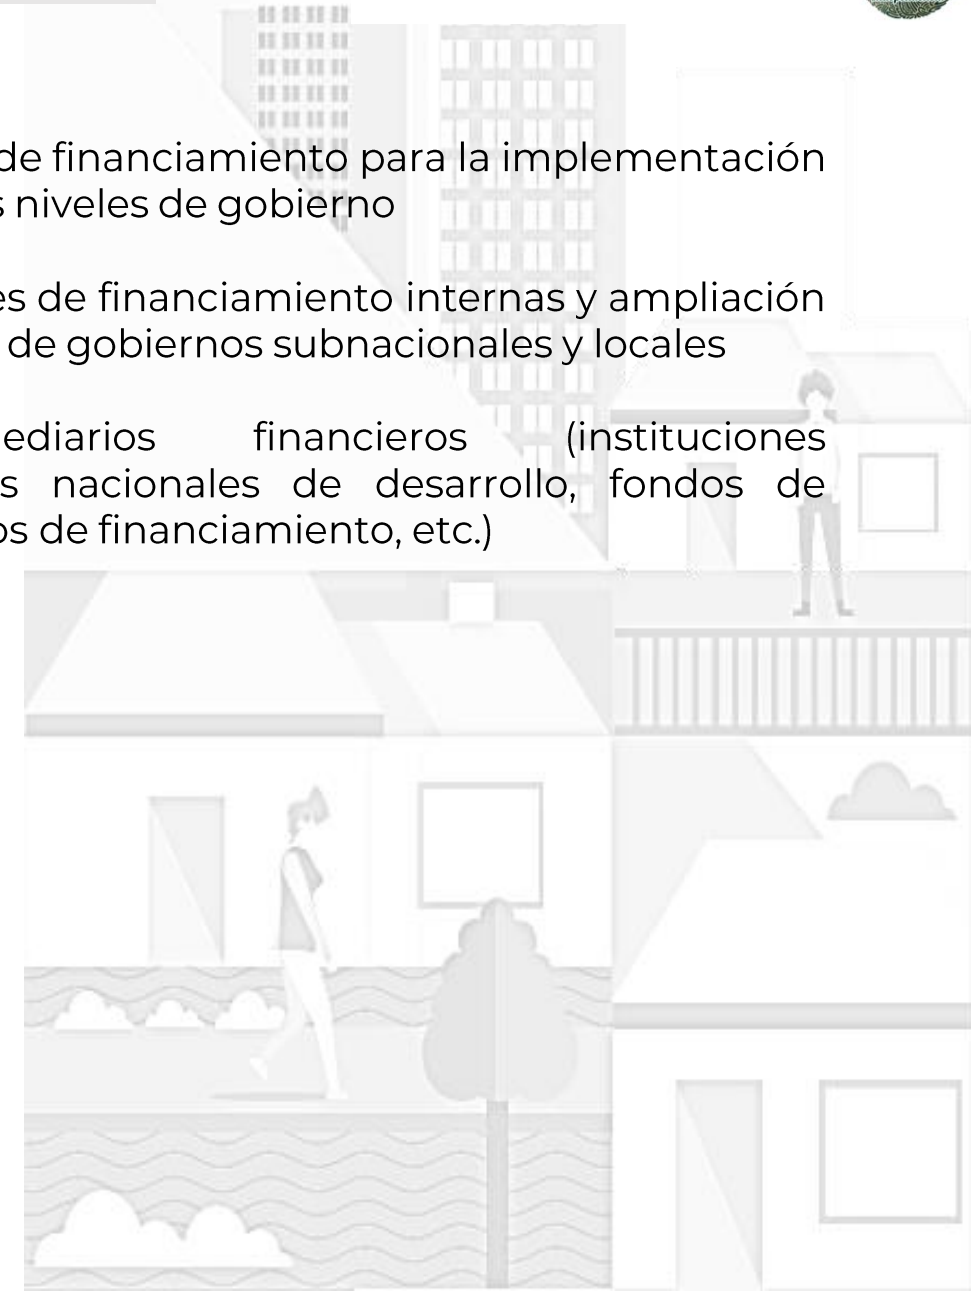 de financiamiento para la implementación
s niveles de gobierno
es de financiamiento internas y ampliación
de gobiernos subnacionales y locales
ediarios financieros (instituciones
s nacionales de desarrollo, fondos de
os de financiamiento, etc.)